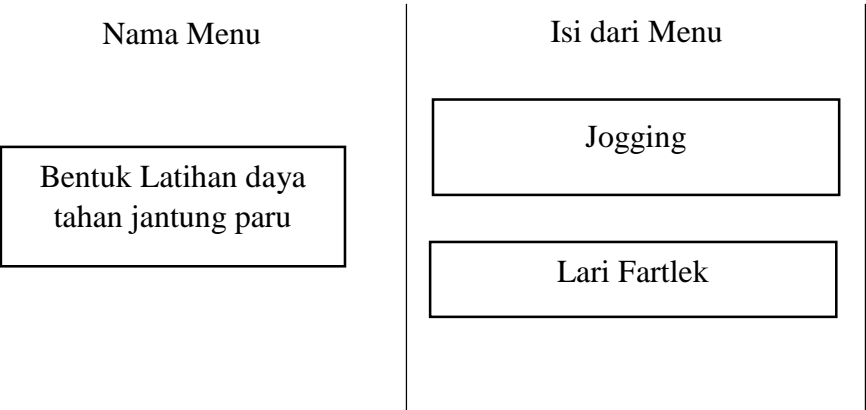 Nama Menu
Isi dari Menu
Bentuk Latihan daya
tahan jantung paru
Jogging
Lari Fartlek